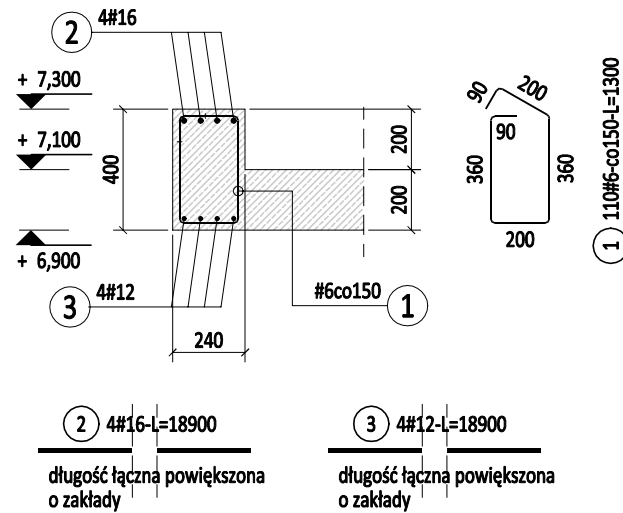 2
4#16
+ 7,300
+ 7,100
+ 6,900
400
200
200
240
3
4#12
#6co150
1
90
200
90
360
360
200
1 110#6-co150-L=1300
2 4#16-L=18900
długość łączna powiększona
o zakłady
3 4#12-L=18900
długość łączna powiększona
o zakłady